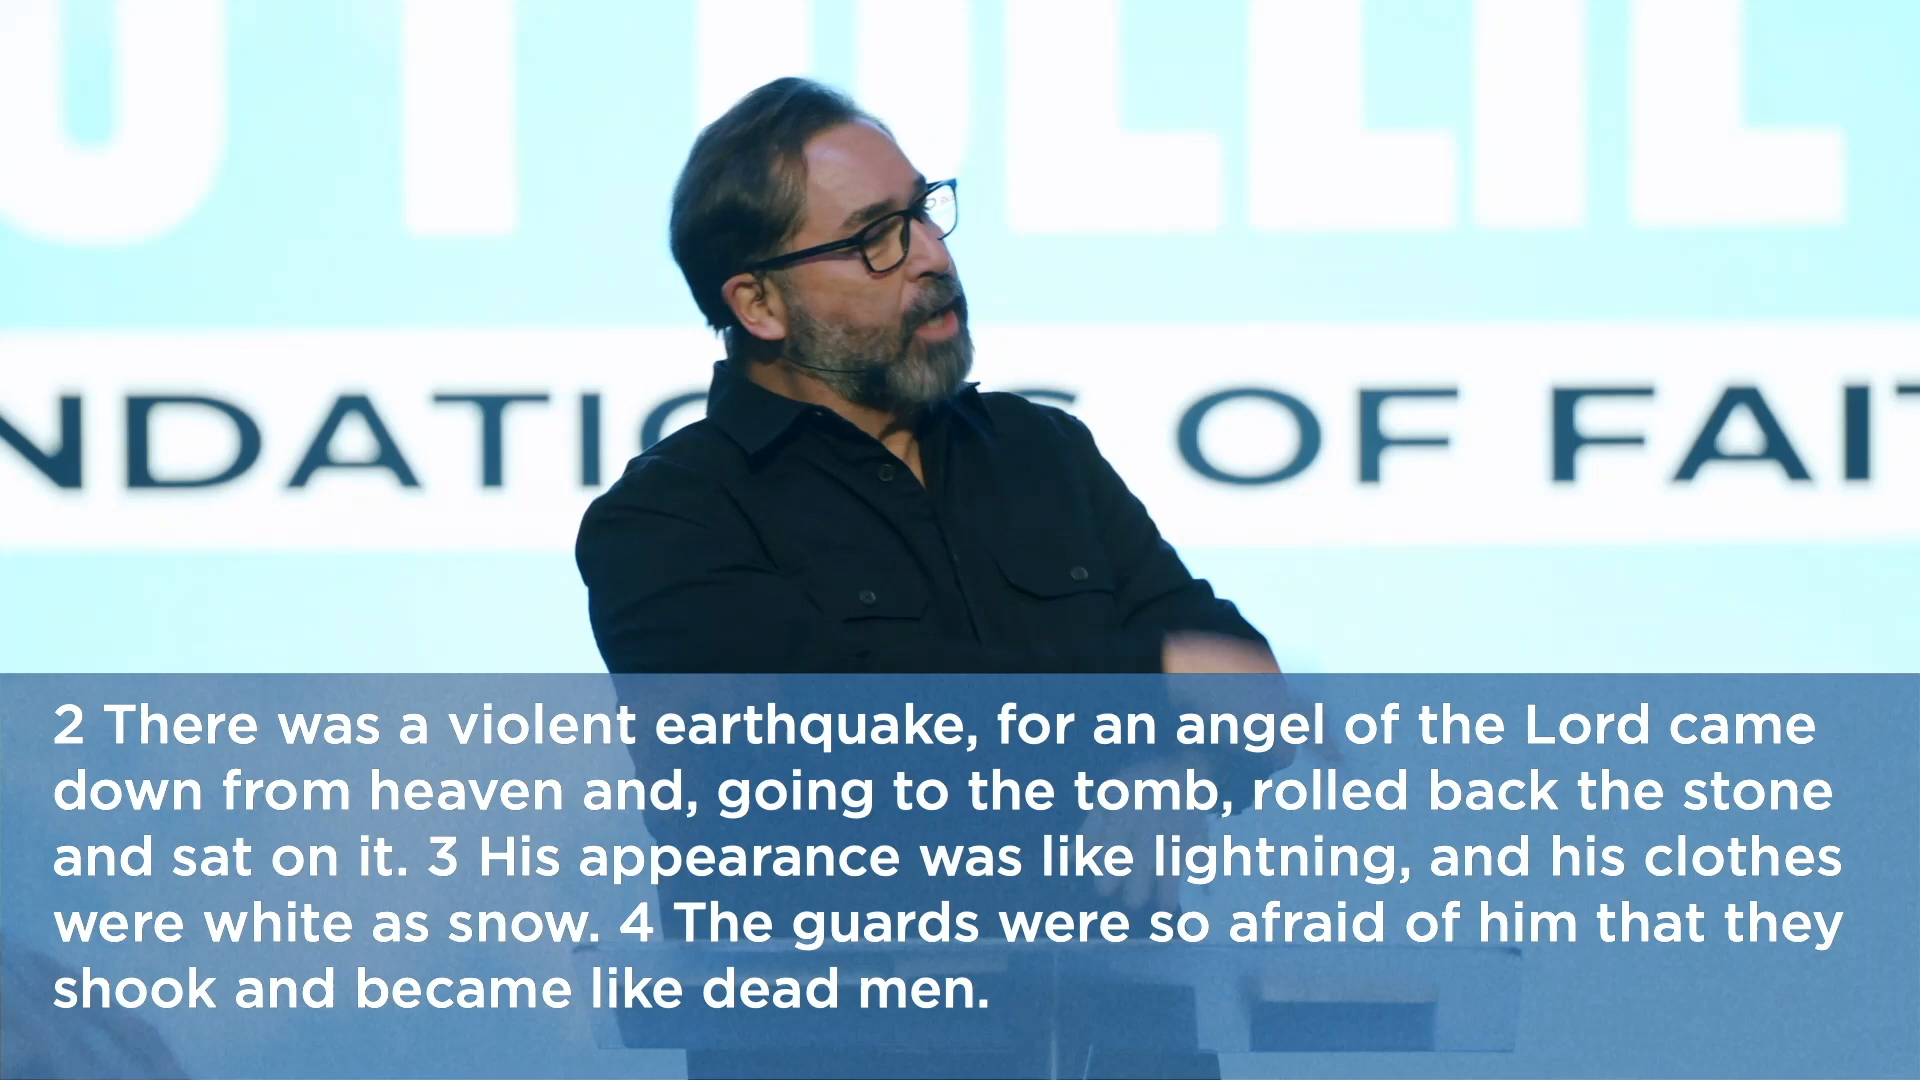 OF
2 There was a violent earthquake, for an angel of the Lord came
down from heaven and, going to the tomb, rolled back the stone
and sat on it. 3 His appearance was like lightning, and his clothes
were white as snow. 4 The guards were so afraid of him that they
shook and became like dead men.